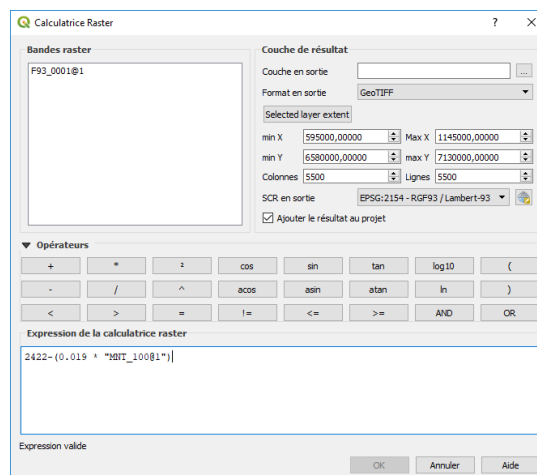 Calculatrice Raster
Bandes raster
F93_0001@1
Couche de résultat
Couche en sortie
...
Format en sortie GeoTIFF
Selected layer extent
min X 595000,00000 Max X 1145000,00000
min Y 6580000,00000 max Y 7130000,00000
Colonnes 5500 Lignes 5500
SCR en sortie EPSG:2154 - RGF93 / Lambert-93
Ajouter le résultat au projet
Opérateurs
+ * ² cos sin tan log10 (
- / ^ acos asin atan ln )
< > = != <= >= AND OR
Expression de la calculatrice raster
2422-(0.019 * "MNT_100@1")
Expression valide
OK Annuler Aide